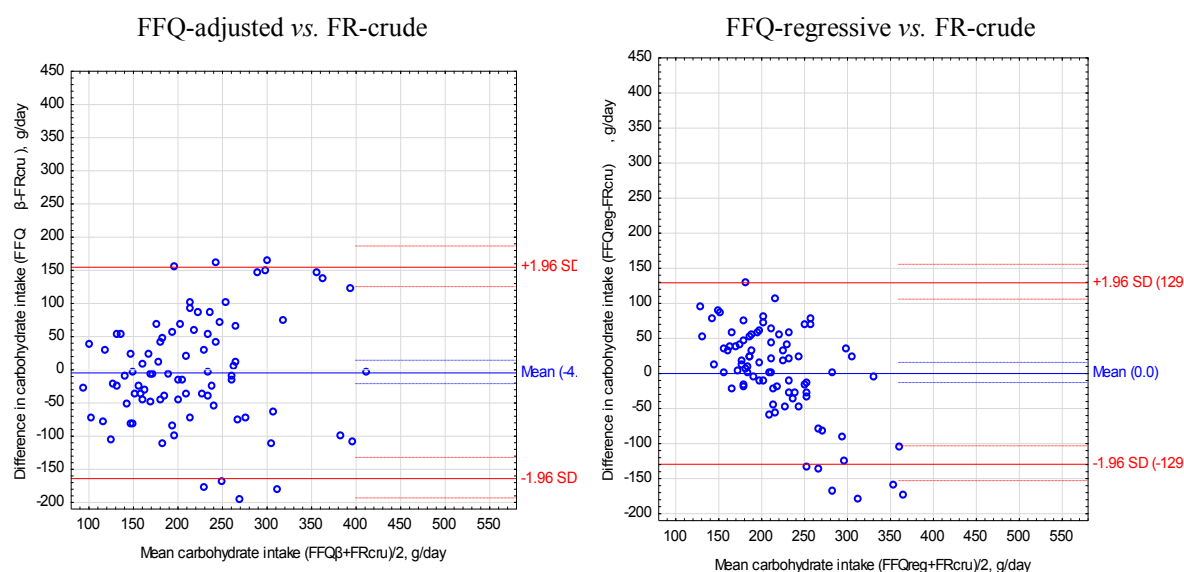 FFQ-adjusted vs. FR-crude
FFQ-regressive vs. FR-crude
Difference in carbohydrate intake (FFQ β-FRcru), g/day
450
400
350
300
250
200
150
100
50
0
-50
-100
-150
-200
+1.96 SD
Mean (-4.
-1.96 SD
100 150 200 250 300 350 400 450 500 550
Mean carbohydrate intake (FFQβ+FRcru)/2, g/day
Difference in carbohydrate intake (FFQreg-FRcru) , g/day
450
400
350
300
250
200
150
100
50
0
-50
-100
-150
-200
+1.96 SD (129
Mean (0.0)
-1.96 SD (-129
100 150 200 250 300 350 400 450 500 550
Mean carbohydrate intake (FFQreg+FRcru)/2, g/day